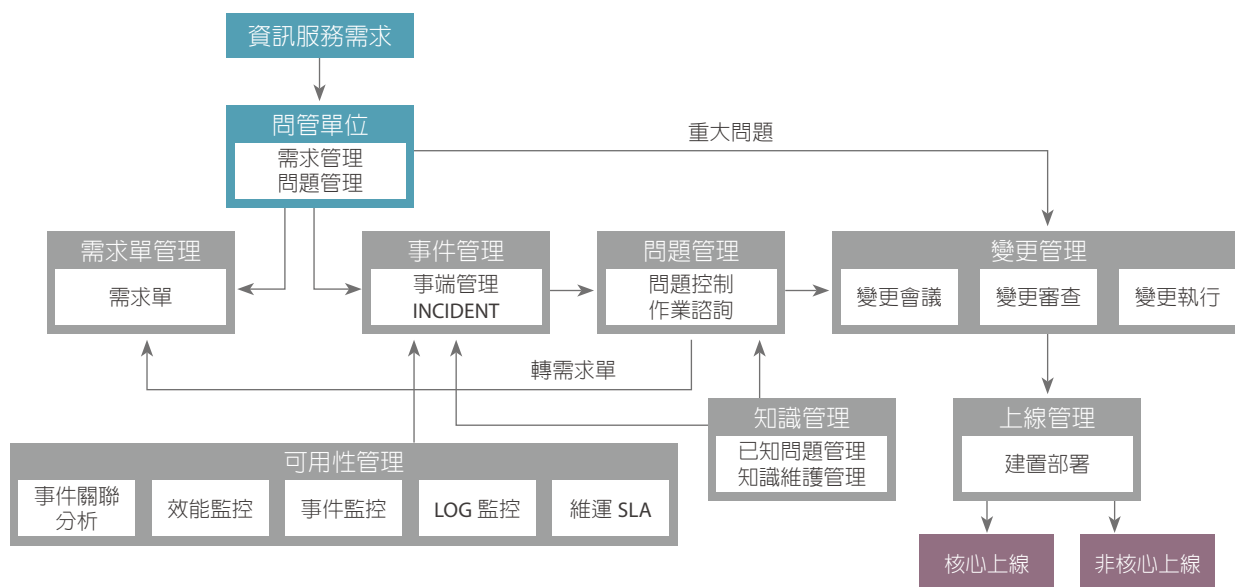 資訊服務需求
問管單位
需求管理
問題管理
重大問題
需求單管理
需求單
事件管理
事端管理
INCIDENT
問題管理
問題控制
作業諮詢
變更管理
變更會議
變更審查
變更執行
轉需求單
知識管理
已知問題管理
知識維護管理
上線管理
建置部署
可用性管理
事件關聯
分析
效能監控
事件監控
LOG 監控
維運 SLA
核心上線
非核心上線